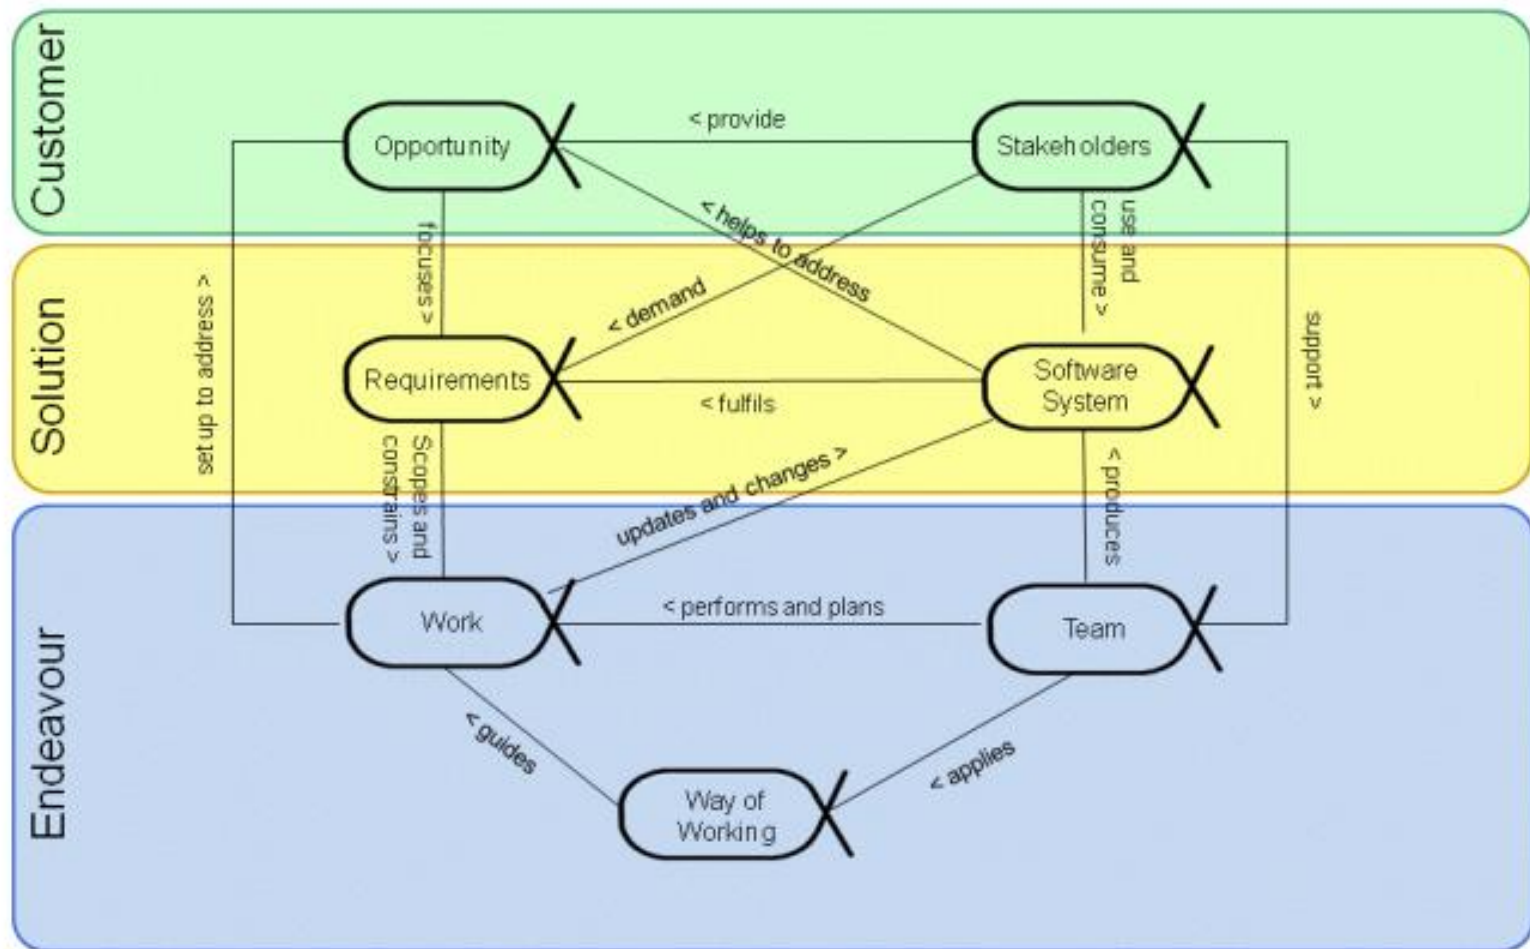 Customer
Opportunity
< provide
Stakeholders
focuses >
< helps to address
use and
consume >
< demand
set up to address >
support >
Solution
Requirements
< fulfils
Software
System
Scopes and
constrains >
updates and changes >
< produces
Endeavour
Work
< performs and plans
Team
< guides
< applies
Way of
Working